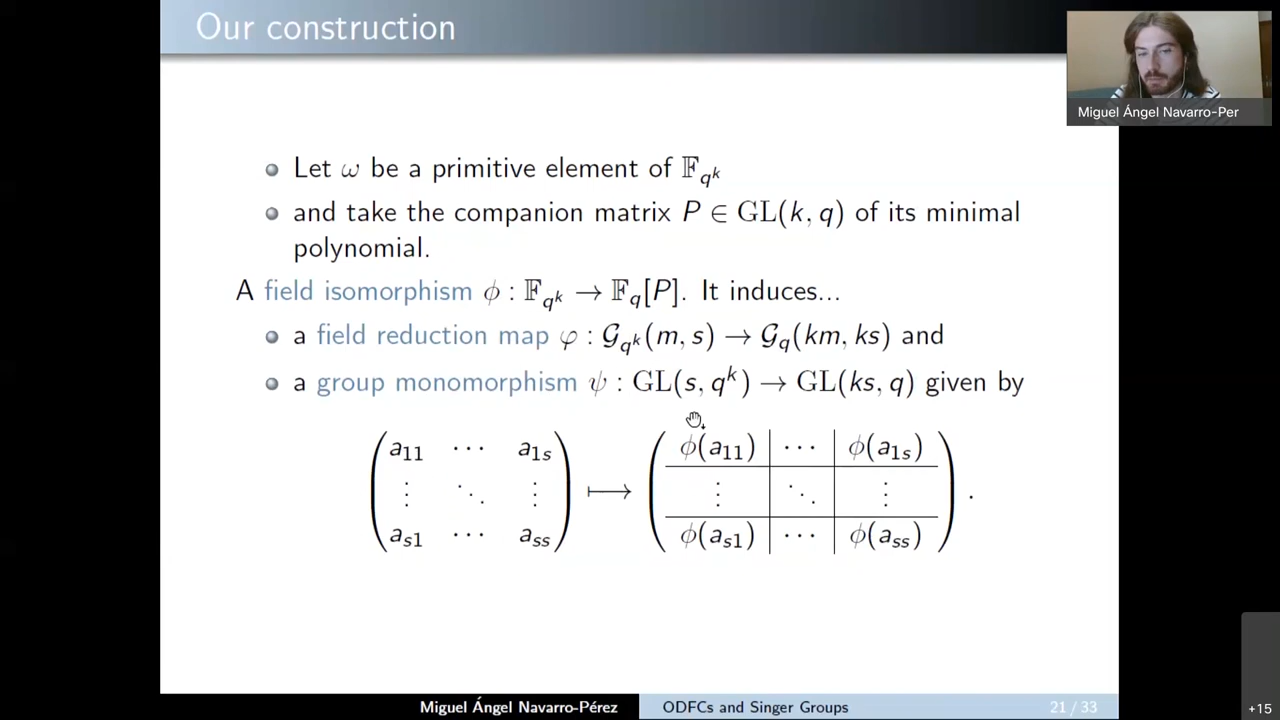 Our construction
Miguel Ángel Navarro-Per
Let ω be a primitive element of 𝔽_{q^k}
and take the companion matrix P ∈ GL(k, q) of its minimal
polynomial.
A field isomorphism ϕ : 𝔽_{q^k} → 𝔽_q[P]. It induces...
a field reduction map φ : 𝒢_{q^k}(m, s) → 𝒢_q(km, ks) and
a group monomorphism ψ : GL(s, q^k) → GL(ks, q) given by
( a_{11} ⋯ a_{1s} ) ( ϕ(a_{11}) ⋯ ϕ(a_{1s}) )
( ⋮ ⋱ ⋮ ) ⟼ ( ⋮ ⋱ ⋮ ) .
( a_{s1} ⋯ a_{ss} ) ( ϕ(a_{s1}) ⋯ ϕ(a_{ss}) )
Miguel Ángel Navarro-Pérez ODFCs and Singer Groups 21 / 33
+15